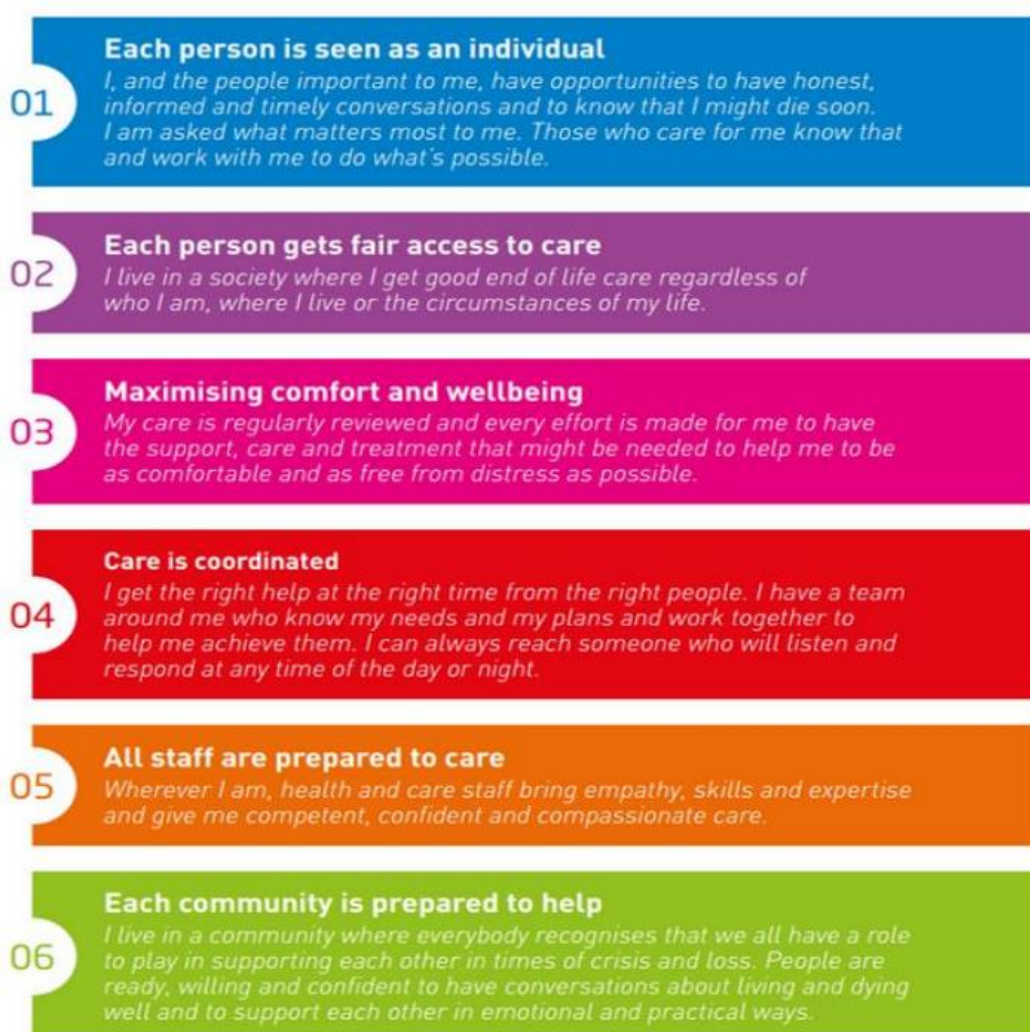 01
Each person is seen as an individual
I, and the people important to me, have opportunities to have honest,
informed and timely conversations and to know that I might die soon.
I am asked what matters most to me. Those who care for me know that
and work with me to do what's possible.
02
Each person gets fair access to care
I live in a society where I get good end of life care regardless of
who I am, where I live or the circumstances of my life.
03
Maximising comfort and wellbeing
My care is regularly reviewed and every effort is made for me to have
the support, care and treatment that might be needed to help me to be
as comfortable and as free from distress as possible.
04
Care is coordinated
I get the right help at the right time from the right people. I have a team
around me who know my needs and my plans and work together to
help me achieve them. I can always reach someone who will listen and
respond at any time of the day or night.
05
All staff are prepared to care
Wherever I am, health and care staff bring empathy, skills and expertise
and give me competent, confident and compassionate care.
06
Each community is prepared to help
I live in a community where everybody recognises that we all have a role
to play in supporting each other in times of crisis and loss. People are
ready, willing and confident to have conversations about living and dying
well and to support each other in emotional and practical ways.